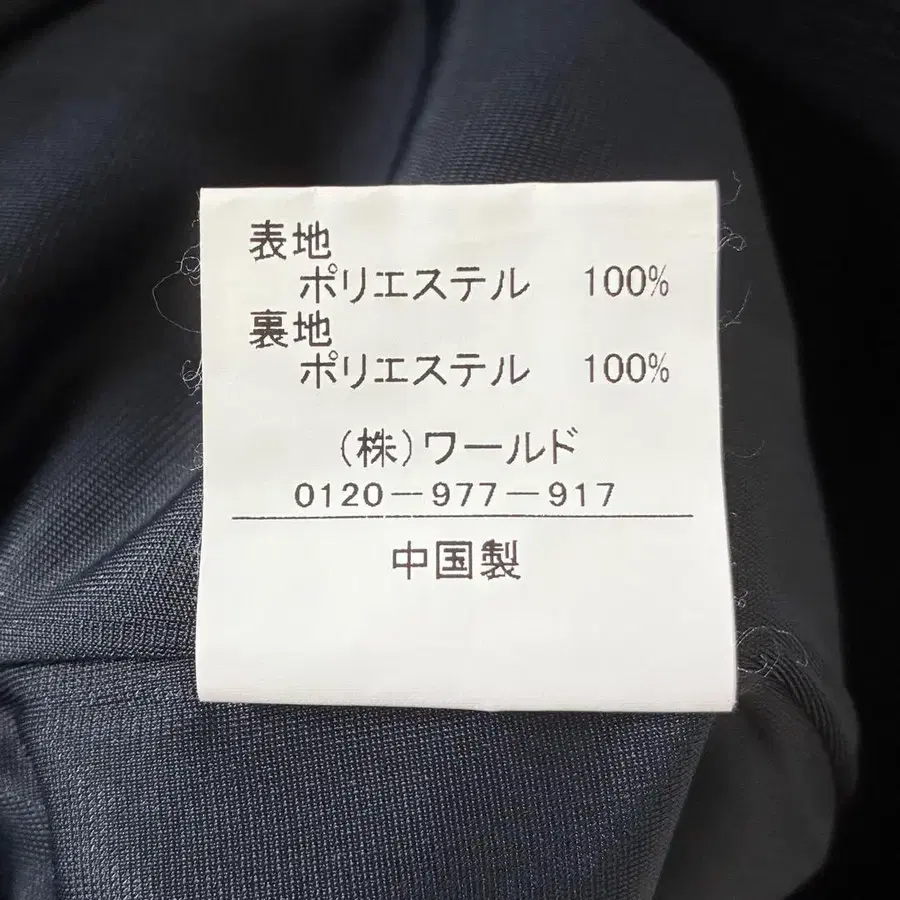 表地
ポリエステル 100%
裏地
ポリエステル 100%
(株)ワールド
0120-977-917
中国製